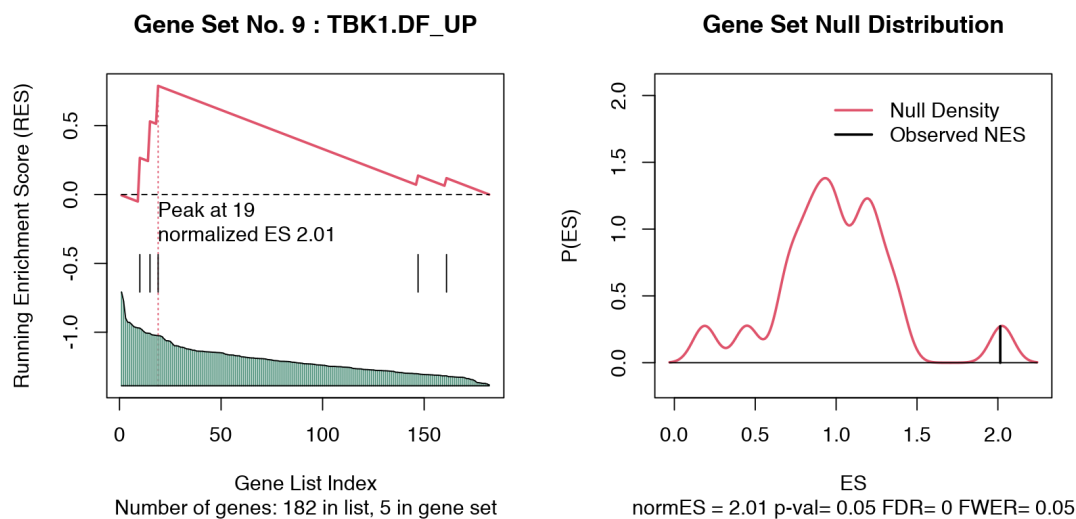 Gene Set No. 9 : TBK1.DF_UP
Running Enrichment Score (RES)
0.5
0.0
-0.5
-1.0
Peak at 19
normalized ES 2.01
0
50
100
150
Gene List Index
Number of genes: 182 in list, 5 in gene set
Gene Set Null Distribution
P(ES)
2.0
1.5
1.0
0.5
0.0
Null Density
Observed NES
0.0
0.5
1.0
1.5
2.0
ES
normES = 2.01 p-val= 0.05 FDR= 0 FWER= 0.05